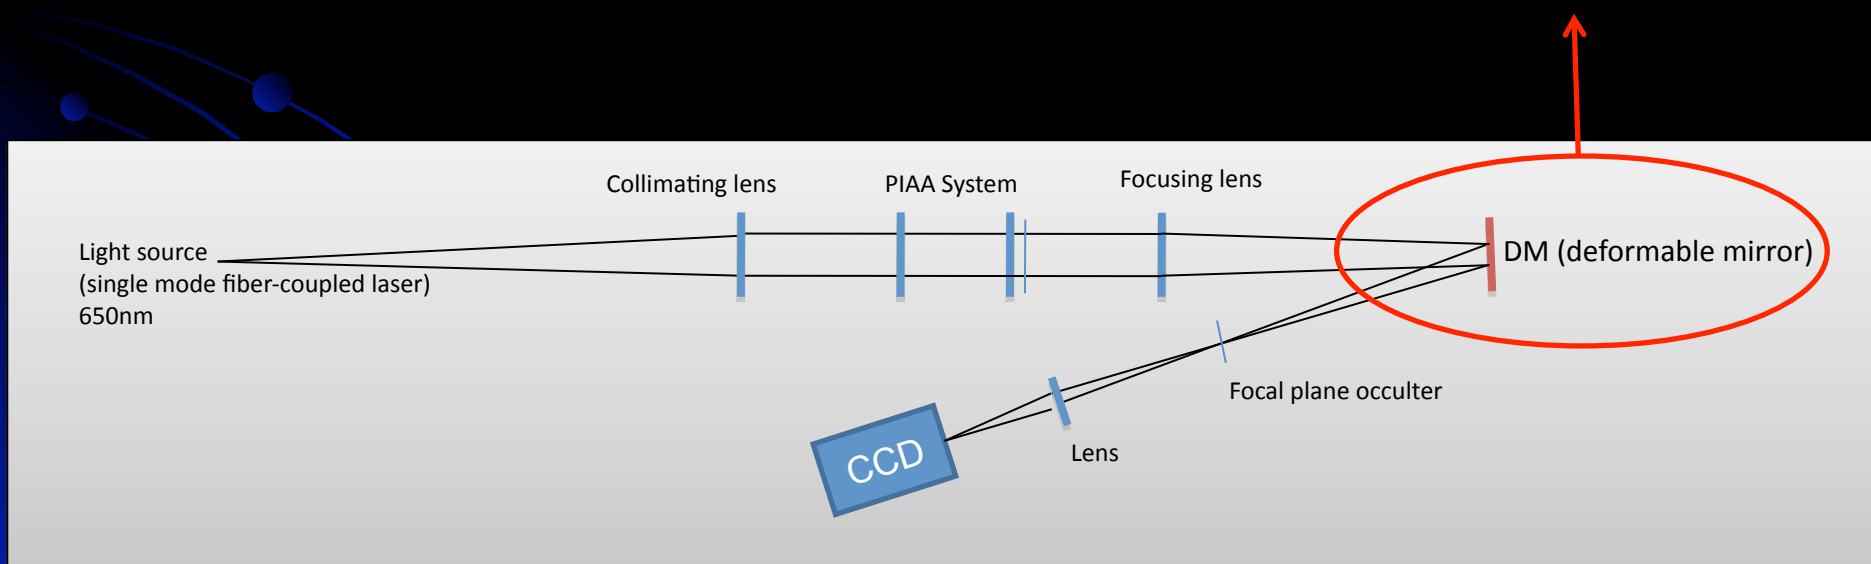 Collimating lens
PIAA System
Focusing lens
Light source
(single mode fiber-coupled laser)
650nm
DM (deformable mirror)
Focal plane occulter
Lens
CCD